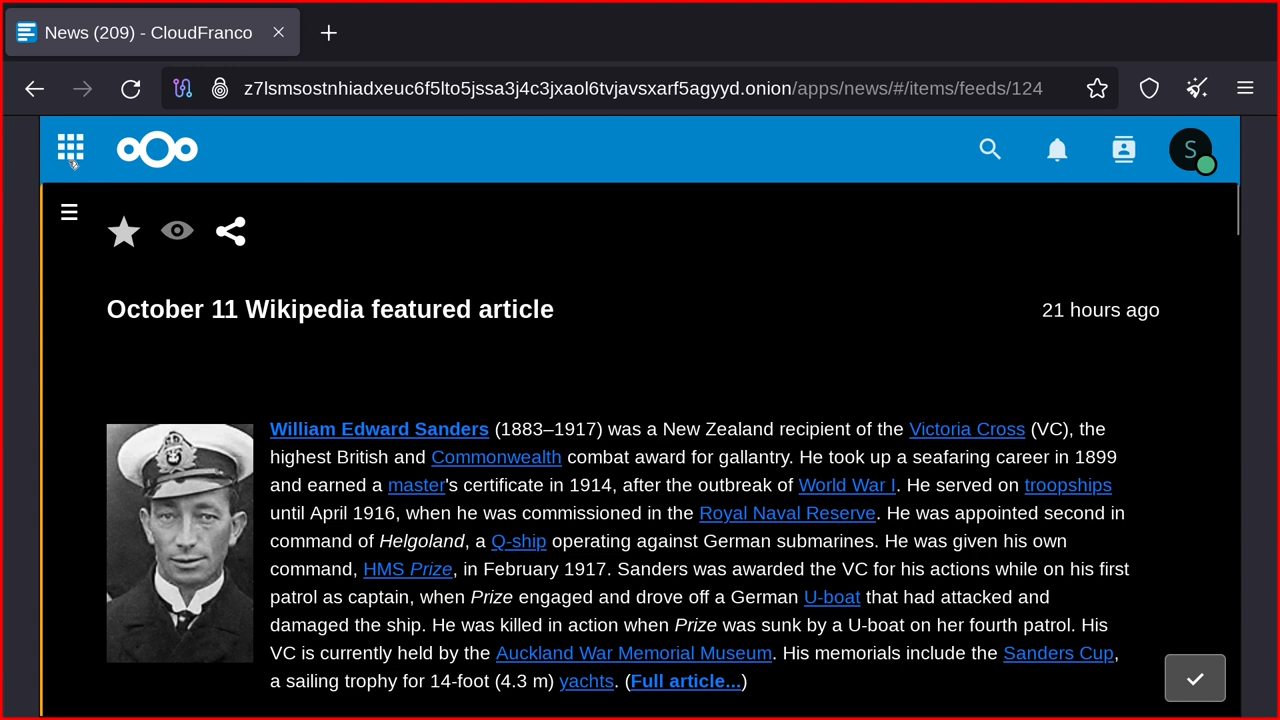 News (209) - CloudFranco
z7lsmsostnhiadxeuc6f5lto5jssa3j4c3jxaol6tvjavsxarf5agyyd.onion/apps/news/#/items/feeds/124
S
October 11 Wikipedia featured article
21 hours ago
William Edward Sanders (1883–1917) was a New Zealand recipient of the Victoria Cross (VC), the
highest British and Commonwealth combat award for gallantry. He took up a seafaring career in 1899
and earned a master's certificate in 1914, after the outbreak of World War I. He served on troopships
until April 1916, when he was commissioned in the Royal Naval Reserve. He was appointed second in
command of Helgoland, a Q-ship operating against German submarines. He was given his own
command, HMS Prize, in February 1917. Sanders was awarded the VC for his actions while on his first
patrol as captain, when Prize engaged and drove off a German U-boat that had attacked and
damaged the ship. He was killed in action when Prize was sunk by a U-boat on her fourth patrol. His
VC is currently held by the Auckland War Memorial Museum. His memorials include the Sanders Cup,
a sailing trophy for 14-foot (4.3 m) yachts. (Full article...)